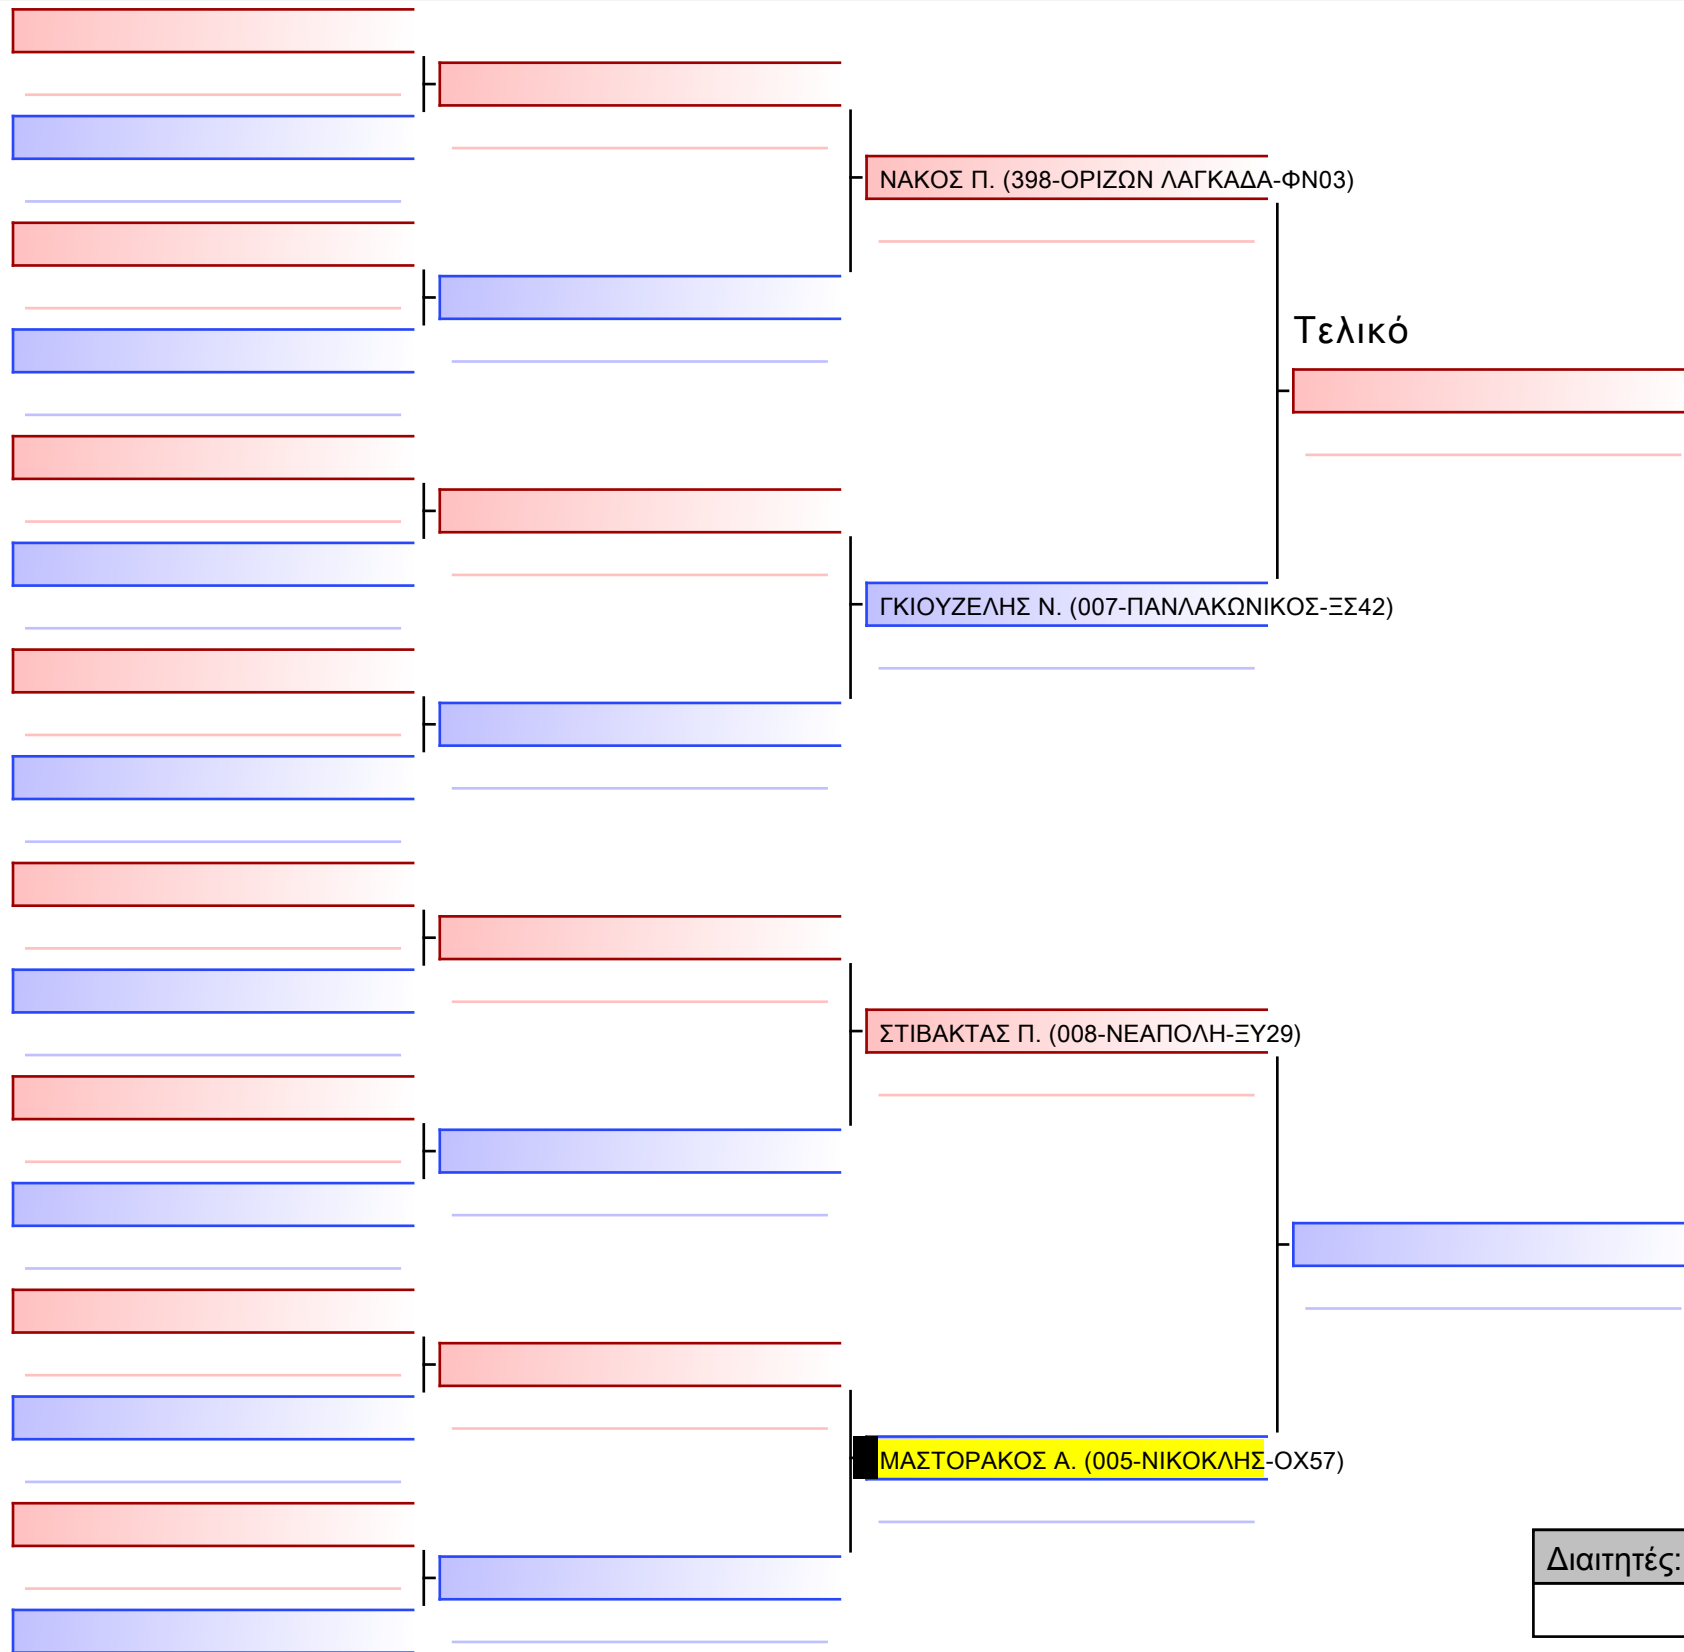 ΝΑΚΟΣ Π. (398-ΟΡΙΖΩΝ ΛΑΓΚΑΔΑ-ΦΝ03)
Τελικό
ΓΚΙΟΥΖΕΛΗΣ Ν. (007-ΠΑΝΛΑΚΩΝΙΚΟΣ-ΞΣ42)
ΣΤΙΒΑΚΤΑΣ Π. (008-ΝΕΑΠΟΛΗ-ΞΥ29)
ΜΑΣΤΟΡΑΚΟΣ Α. (005-ΝΙΚΟΚΛΗΣ-ΟΧ57)
Διαιτητές: